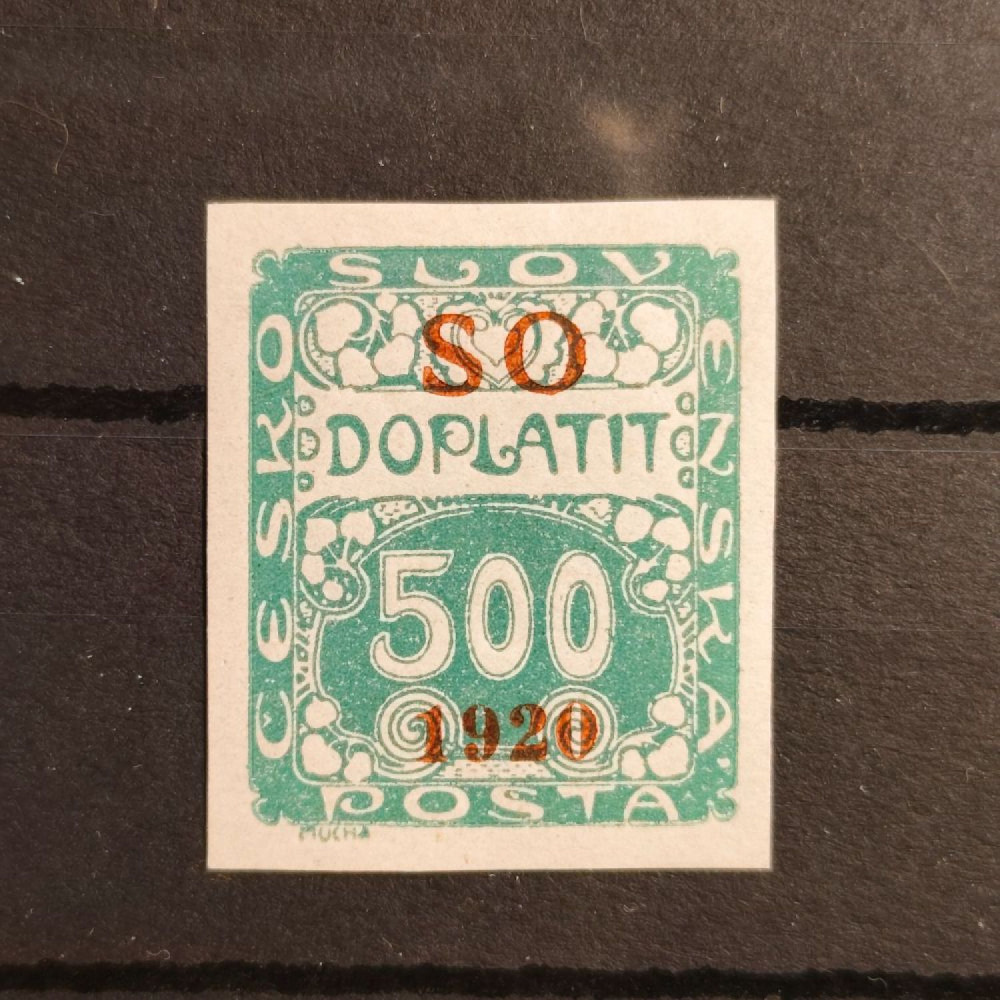 ČESKO
SLOV
ENSKÁ
SO
DOPLATIT
500
1920
POŠTA
MUCHA